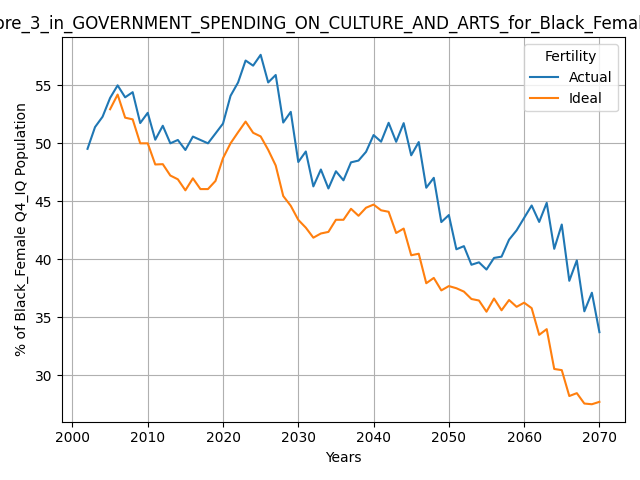 ore_3_in_GOVERNMENT_SPENDING_ON_CULTURE_AND_ARTS_for_Black_Femal
Fertility
Actual
Ideal
% of Black_Female Q4_IQ Population
55
50
45
40
35
30
2000
2010
2020
2030
2040
2050
2060
2070
Years